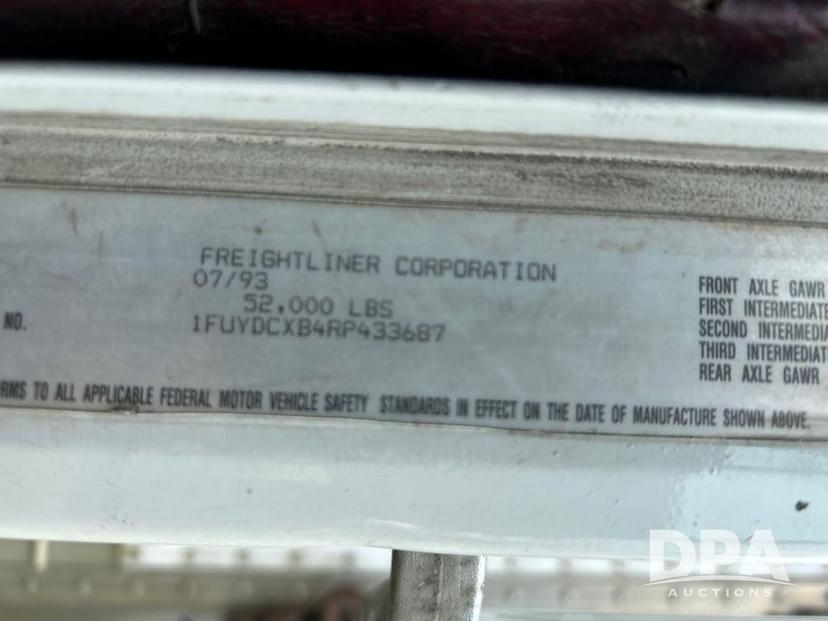 FREIGHTLINER CORPORATION
07/93
52,000 LBS
NO. 1FUYDCXB4RP433687
FRONT AXLE GAWR
FIRST INTERMEDIATE
SECOND INTERMEDIA
THIRD INTERMEDIAT
REAR AXLE GAWR
ORMS TO ALL APPLICABLE FEDERAL MOTOR VEHICLE SAFETY STANDARDS IN EFFECT ON THE DATE OF MANUFACTURE SHOWN ABOVE.
DPA
AUCTIONS